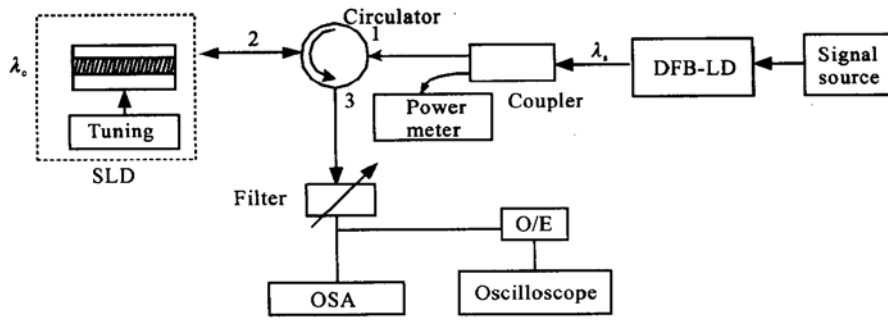 Circulator
1
2
3
λc
Tuning
SLD
λs
Coupler
Power
meter
DFB-LD
Signal
source
Filter
O/E
OSA
Oscilloscope